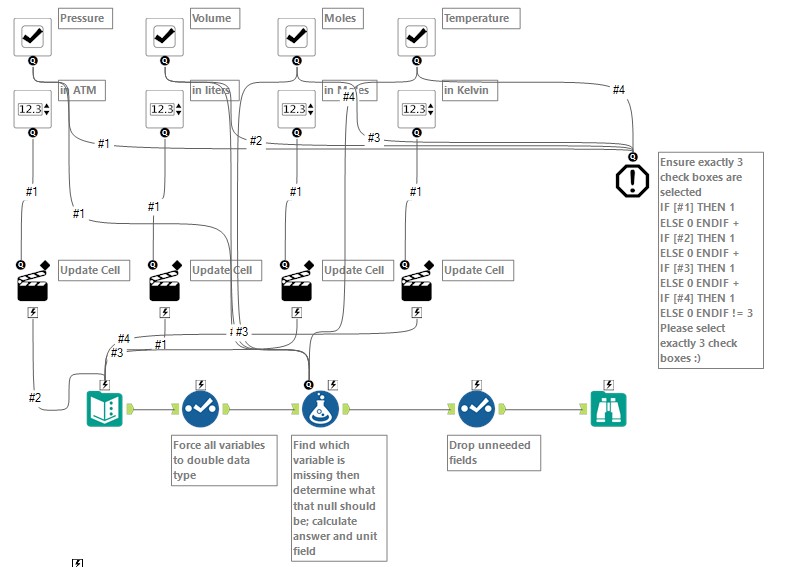 Pressure
Volume
Moles
Temperature
in ATM
in liters
in Moles
in Kelvin
#4
#4
12.3
12.3
12.3
12.3
#1
#2
#3
#1
#1
#1
#1
#1
Ensure exactly 3
check boxes are
selected
IF [#1] THEN 1
ELSE 0 ENDIF +
IF [#2] THEN 1
ELSE 0 ENDIF +
IF [#3] THEN 1
ELSE 0 ENDIF +
IF [#4] THEN 1
ELSE 0 ENDIF != 3
Please select
exactly 3 check
boxes :)
Update Cell
Update Cell
Update Cell
Update Cell
#4
#3
#1
#3
#2
Force all variables
to double data
type
Find which
variable is
missing then
determine what
that null should
be; calculate
answer and unit
field
Drop unneeded
fields